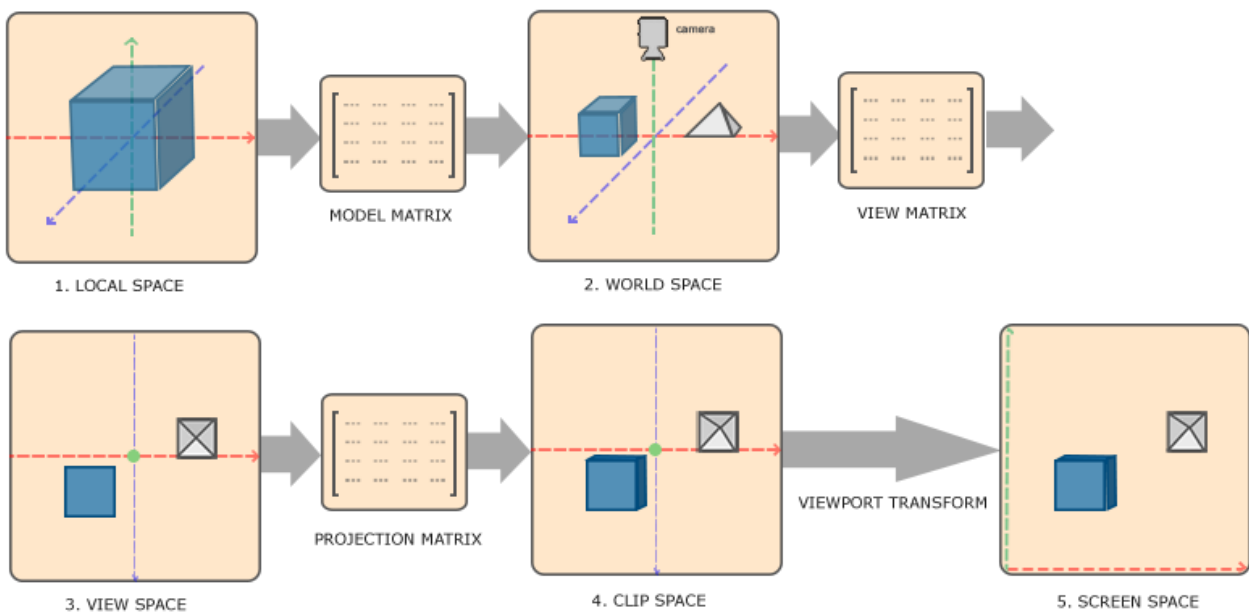 camera
MODEL MATRIX
VIEW MATRIX
1. LOCAL SPACE
2. WORLD SPACE
PROJECTION MATRIX
VIEWPORT TRANSFORM
3. VIEW SPACE
4. CLIP SPACE
5. SCREEN SPACE